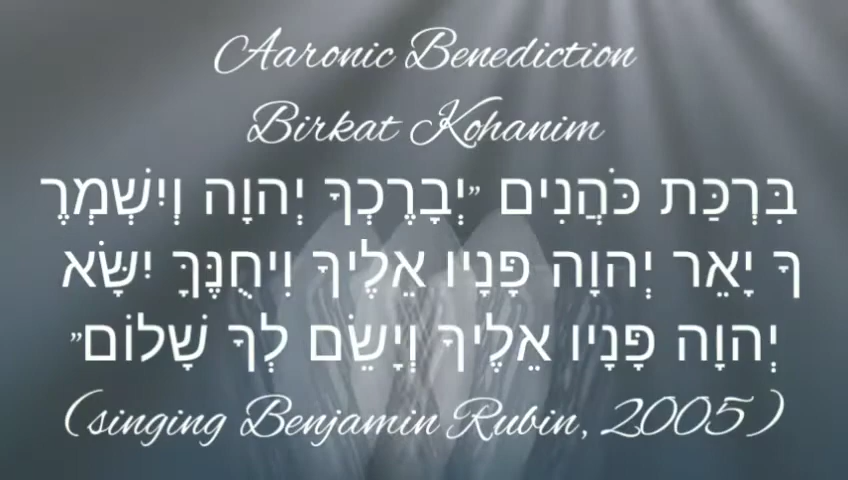 Aaronic Benediction
Birkat Kohanim
בִּרְכַּת כֹּהֲנִים ״יְבָרֶכְךָ יְהוָה וְיִשְׁמְרֶ
ךָ יָאֵר יְהוָה פָּנָיו אֵלֶיךָ וִיחֻנֶּךָּ יִשָּׂא
יְהוָה פָּנָיו אֵלֶיךָ וְיָשֵׂם לְךָ שָׁלוֹם״
(singing Benjamin Rubin, 2005)